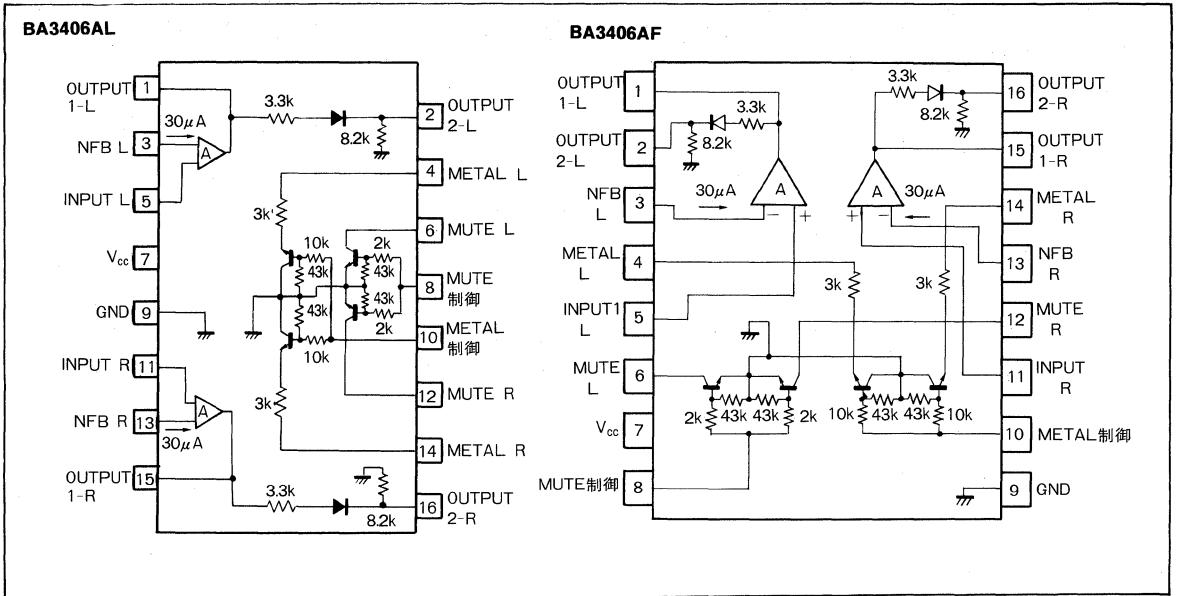 BA3406AL
OUTPUT
1-L
1
30μA
NFB L
3
A
INPUT L
5
Vcc
7
GND
9
INPUT R
11
NFB R
13
A
30μA
OUTPUT
1-R
15
3.3k
8.2k
2
OUTPUT
2-L
4
METAL L
3k
6
MUTE L
10k
2k
43k
43k
8
MUTE
制御
43k
43k
2k
10k
10
METAL
制御
12
MUTE R
3k
14
METAL R
3.3k
8.2k
16
OUTPUT
2-R
BA3406AF
OUTPUT
1-L
1
3.3k
8.2k
OUTPUT
2-L
2
NFB
L
3
30μA
A
− +
METAL
L
4
INPUT1
L
5
MUTE
L
6
2k
43k
43k
2k
Vcc
7
MUTE制御
8
3.3k
8.2k
16
OUTPUT
2-R
15
OUTPUT
1-R
A
30μA
+ −
14
METAL
R
13
NFB
R
3k
3k
12
MUTE
R
11
INPUT
R
10k
43k
43k
10k
10
METAL制御
9
GND